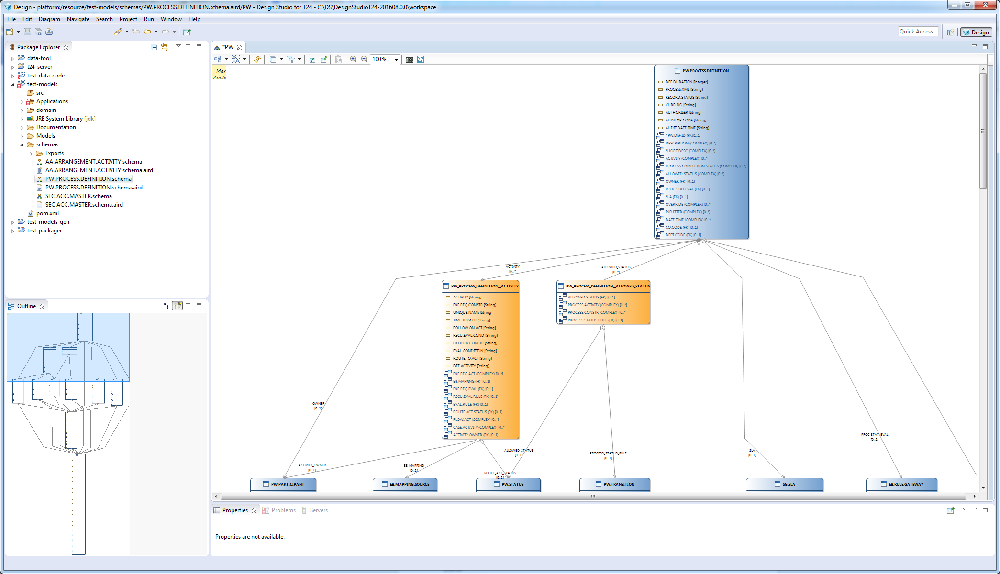 Design - platform:/resource/test-models/schemas/PW.PROCESS.DEFINITION.schema.aird/PW - Design Studio for T24 - C:\DS\DesignStudioT24-201608.0.0\workspace
File Edit Diagram Navigate Search Project Run Window Help
Quick Access
Design
Package Explorer
data-tool
t24-server
test-data-code
test-models
src
Applications
domain
JRE System Library [jdk]
Documentation
Models
schemas
Exports
AA.ARRANGEMENT.ACTIVITY.schema
AA.ARRANGEMENT.ACTIVITY.schema.aird
PW.PROCESS.DEFINITION.schema
PW.PROCESS.DEFINITION.schema.aird
SEC.ACC.MASTER.schema
SEC.ACC.MASTER.schema.aird
pom.xml
test-models-gen
test-packager
Outline
*PW
100%
Max
Applic
PW.PROCESS.DEFINITION
DEF.DURATION [Integer]
PROCESS.XML [String]
RECORD.STATUS [String]
CURR.NO [String]
AUTHORISER [String]
AUDITOR.CODE [String]
AUDIT.DATE.TIME [String]
* PW.DEF.ID (PK)[1..1]
DESCRIPTION (COMPLEX) [0..*]
SHORT.DESC (COMPLEX) [0..*]
ACTIVITY (COMPLEX) [0..*]
PROCESS.COMPLETION.STATUS (COMPLEX) [0..*]
ALLOWED.STATUS (COMPLEX) [0..*]
OWNER (FK) [0..1]
PROC.STAT.EVAL (FK) [0..1]
SLA (FK) [0..1]
OVERRIDE (COMPLEX) [0..*]
INPUTTER (COMPLEX) [0..*]
DATE.TIME (COMPLEX) [0..*]
CO.CODE (FK) [0..1]
DEPT.CODE (FK) [0..1]
ACTIVITY
[0..*]
ALLOWED_STATUS
[0..*]
PW_PROCESS_DEFINITION__ACTIVITY
ACTIVITY [String]
PRE.REQ.CONSTR [String]
UNIQUE.NAME [String]
TIME.TRIGGER [String]
FOLLOW.ON.ACT [String]
RECU.EVAL.COND [String]
PATTERN.CONSTR [String]
EVAL.CONDITION [String]
ROUTE.TO.ACT [String]
DEF.ACTIVITY [String]
PRE.REQ.ACT (COMPLEX) [0..*]
EB.MAPPING (FK) [0..1]
PRE.REQ.EVAL (FK) [0..1]
RECU.EVAL.RULE (FK) [0..1]
EVAL.RULE (FK) [0..1]
ROUTE.ACT.STATUS (FK) [0..1]
FLOW.ACT (COMPLEX) [0..*]
CASE.ACTIVITY (COMPLEX) [0..*]
ACTIVITY.OWNER (FK) [0..1]
PW_PROCESS_DEFINITION__ALLOWED_STATUS
ALLOWED.STATUS (FK) [0..1]
PROCESS.ACTIVITY (COMPLEX) [0..*]
PROCESS.CONSTR (COMPLEX) [0..*]
PROCESS.STATUS.RULE (FK) [0..1]
OWNER
[0..1]
PROC_STAT_EVAL
[0..1]
ALLOWED_STATUS
[0..1]
PROCESS_STATUS_RULE
[0..1]
SLA
[0..1]
ACTIVITY_OWNER
[0..1]
EB_MAPPING
[0..1]
ROUTE_ACT_STATUS
[0..1]
PW.PARTICIPANT
EB.MAPPING.SOURCE
PW.STATUS
PW.TRANSITION
SG.SLA
EB.RULE.GATEWAY
Properties
Problems
Servers
Properties are not available.